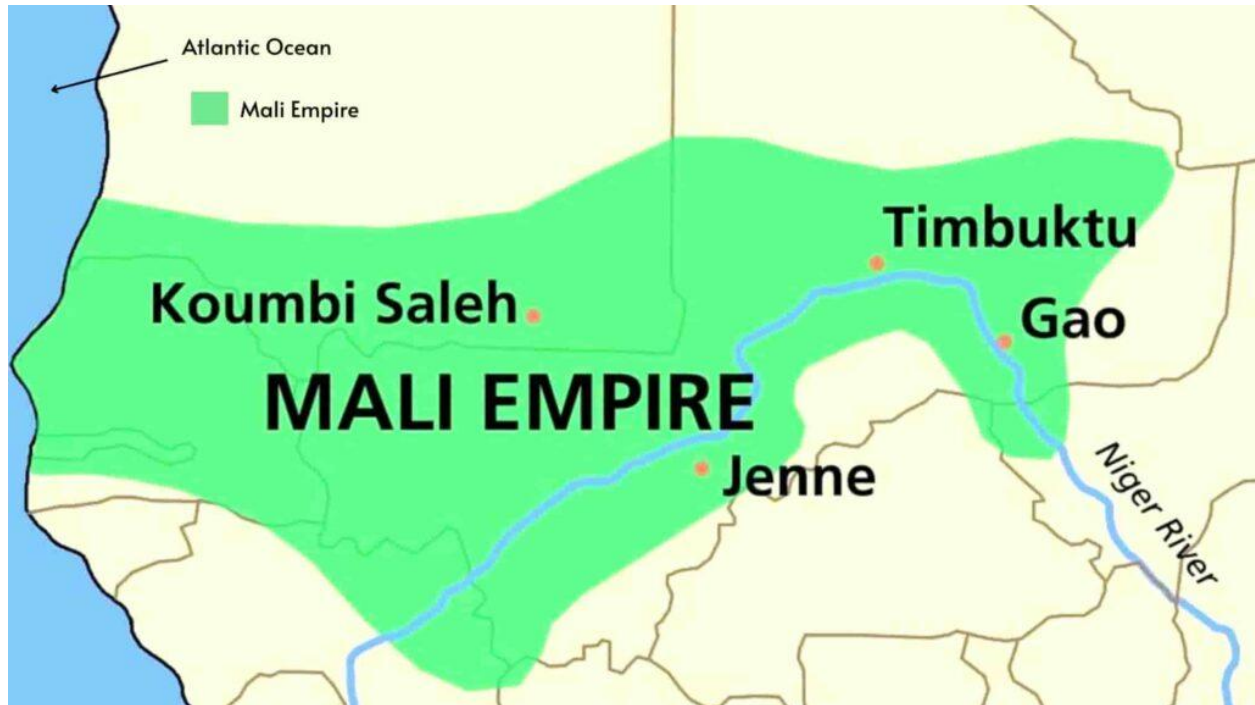 Atlantic Ocean
Mali Empire
Timbuktu
Koumbi Saleh
Gao
MALI EMPIRE
Jenne
Niger River